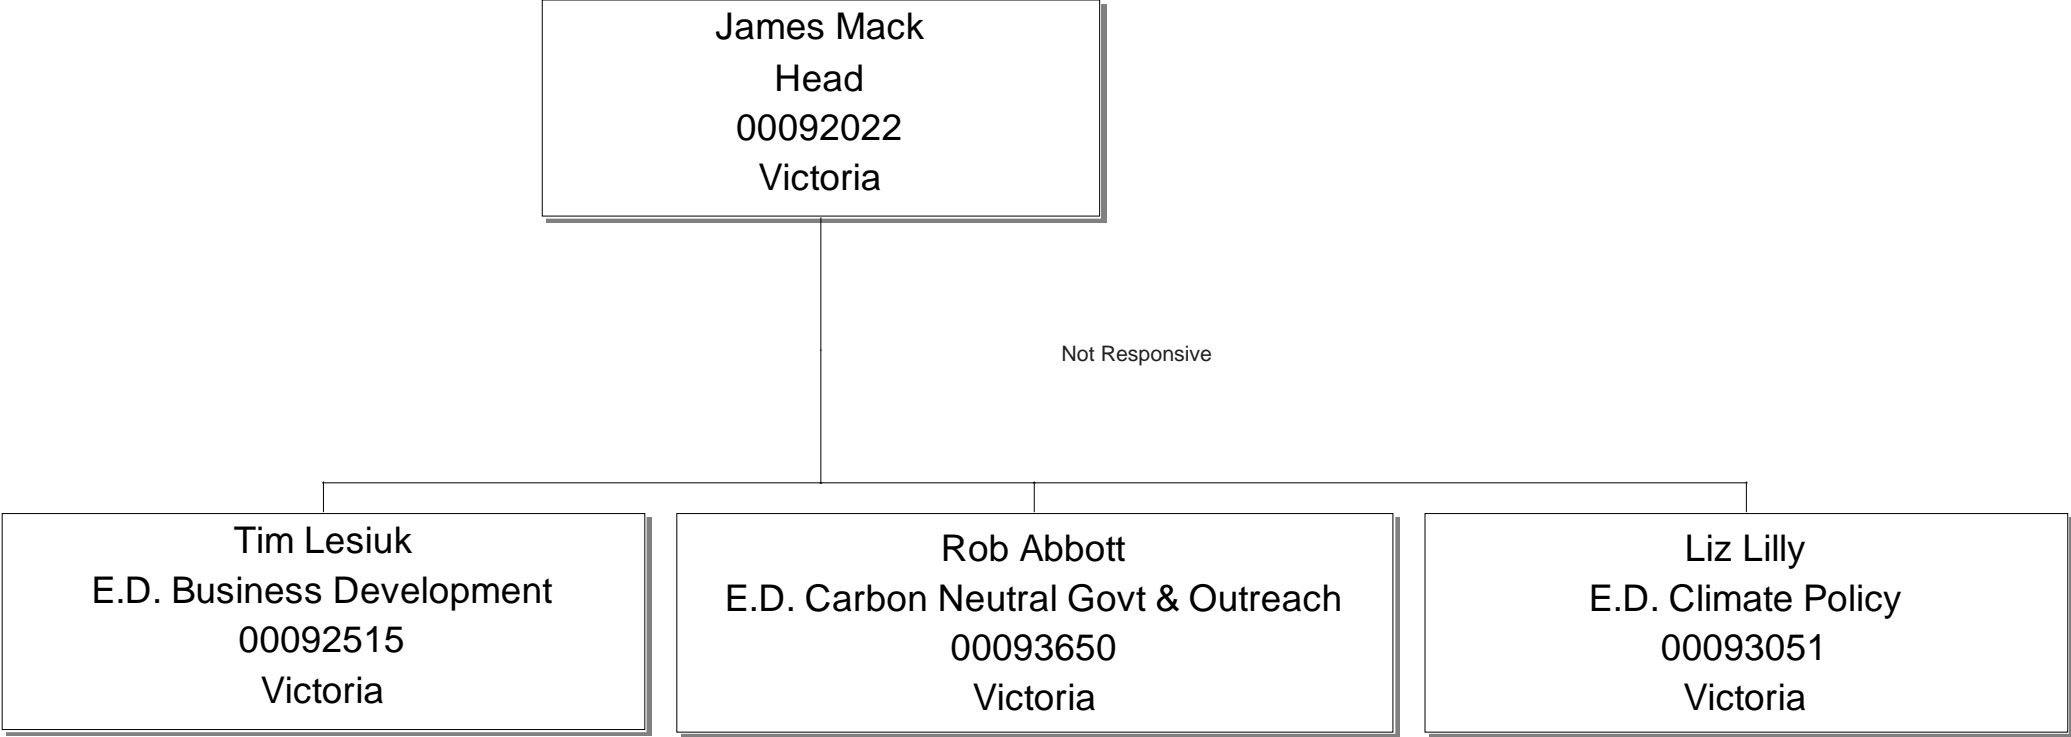 James Mack
Head
00092022
Victoria
Not Responsive
Tim Lesiuk
E.D. Business Development
00092515
Victoria
Rob Abbott
E.D. Carbon Neutral Govt & Outreach
00093650
Victoria
Liz Lilly
E.D. Climate Policy
00093051
Victoria